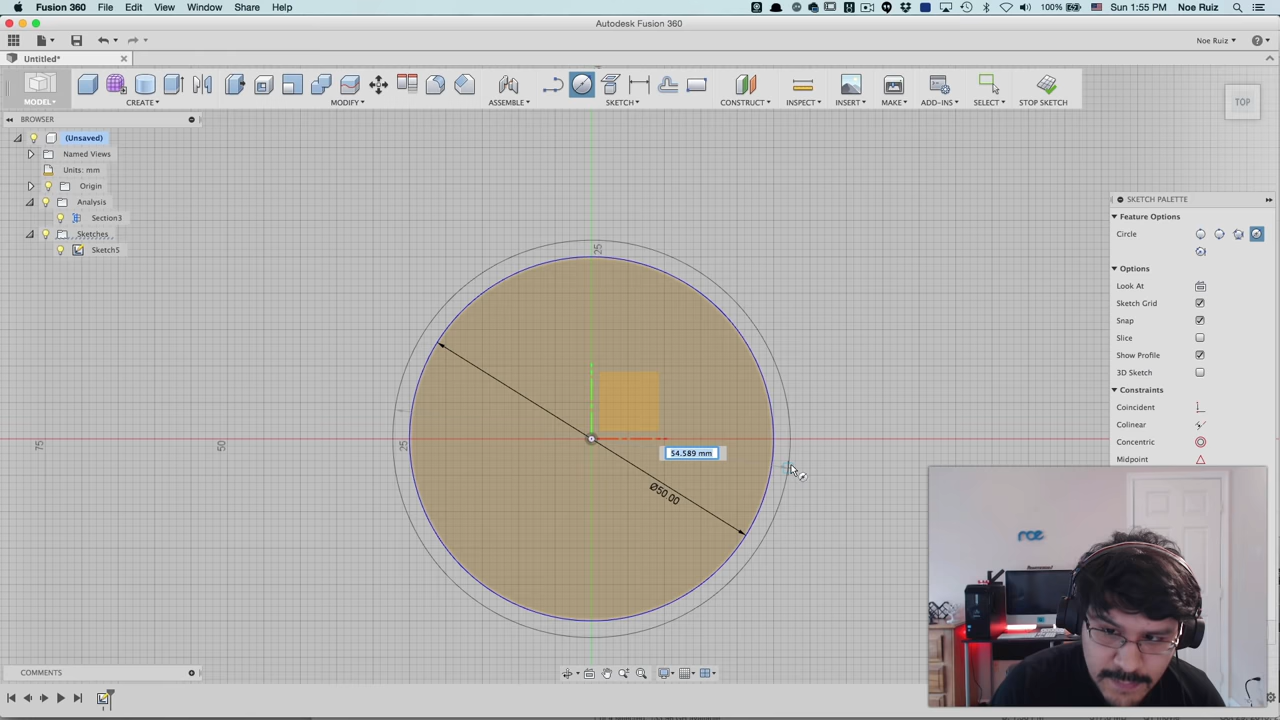 Fusion 360 File Edit View Window Share Help 100% Sun 1:55 PM Noe Ruiz
Autodesk Fusion 360
Noe Ruiz
Untitled*
MODEL CREATE MODIFY ASSEMBLE SKETCH CONSTRUCT INSPECT INSERT MAKE ADD-INS SELECT STOP SKETCH
TOP
BROWSER
(Unsaved)
Named Views
Units: mm
Origin
Analysis
Section3
Sketches
Sketch5
SKETCH PALETTE
Feature Options
Circle
Options
Look At
Sketch Grid
Snap
Slice
Show Profile
3D Sketch
Constraints
Coincident
Colinear
Concentric
Midpoint
25
75
50
25
54.589 mm
Ø50.00
COMMENTS